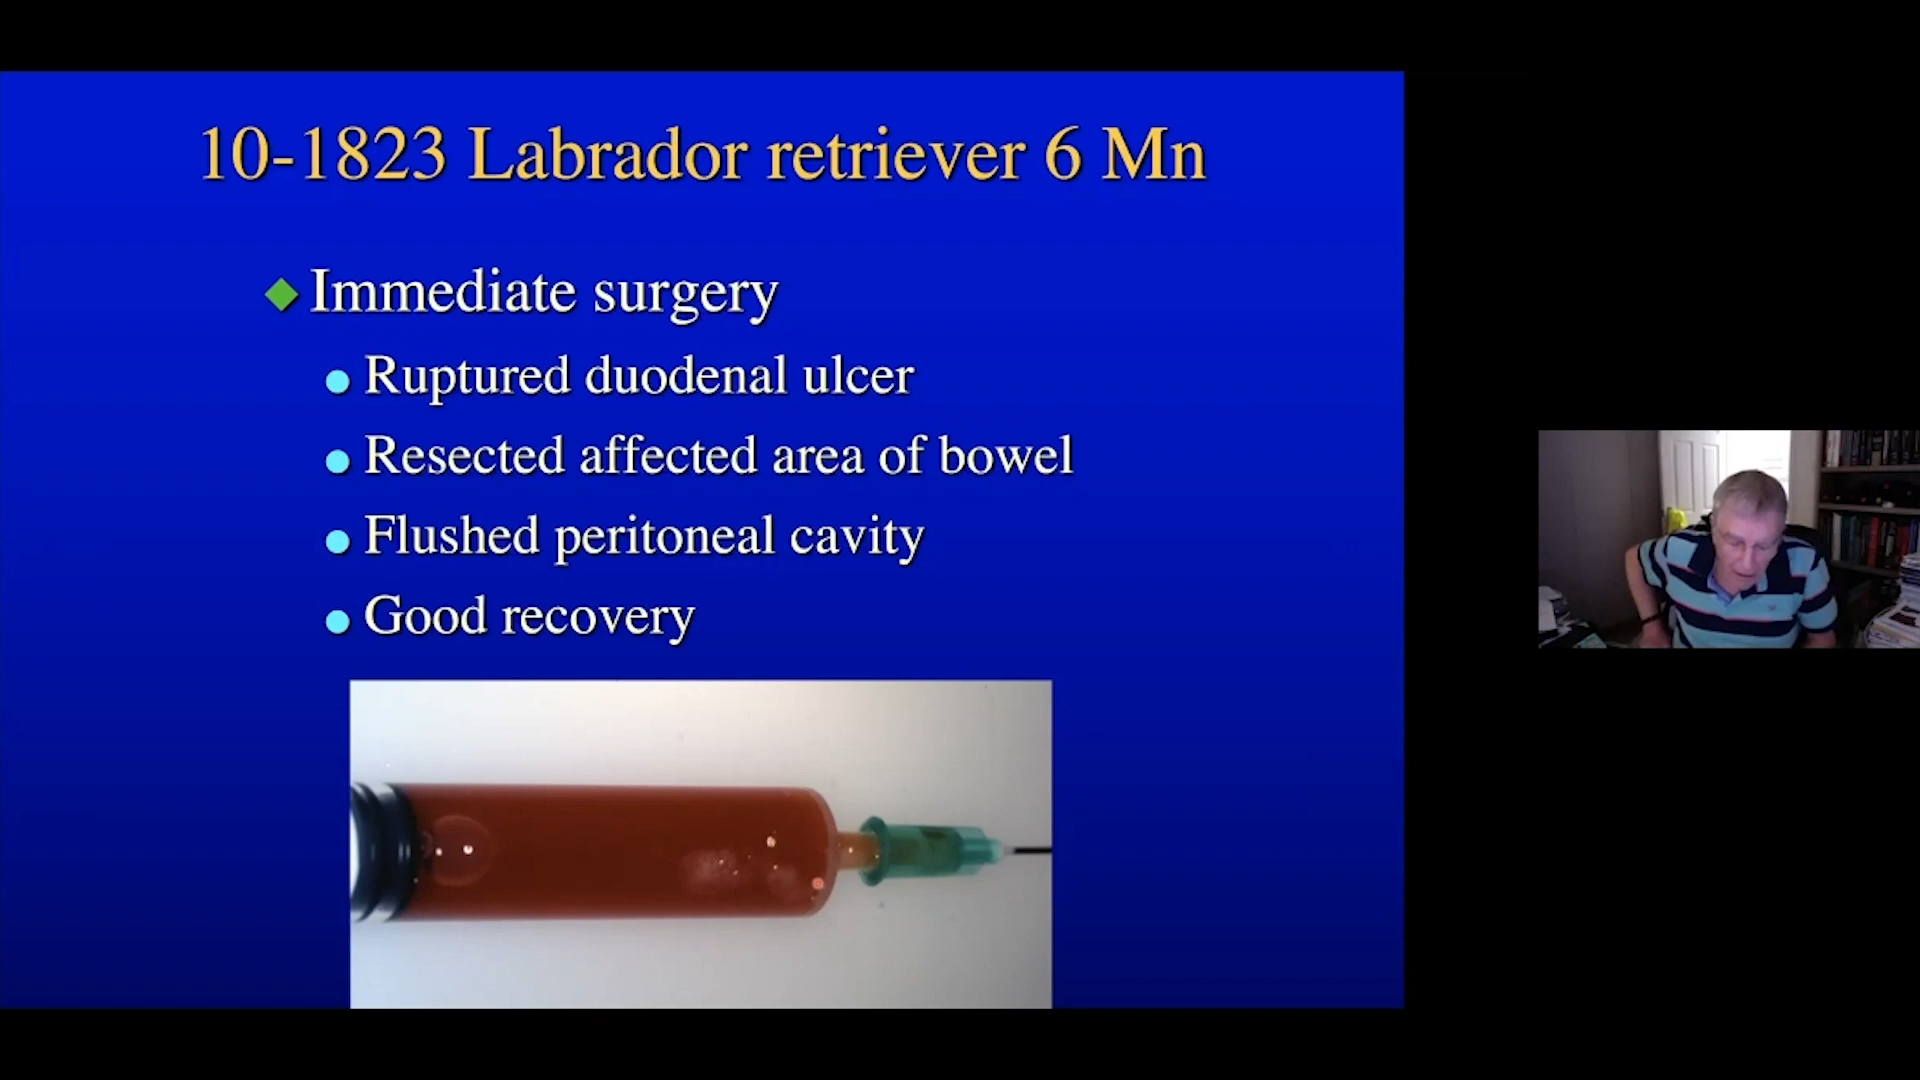 10-1823 Labrador retriever 6 Mn
Immediate surgery
Ruptured duodenal ulcer
Resected affected area of bowel
Flushed peritoneal cavity
Good recovery